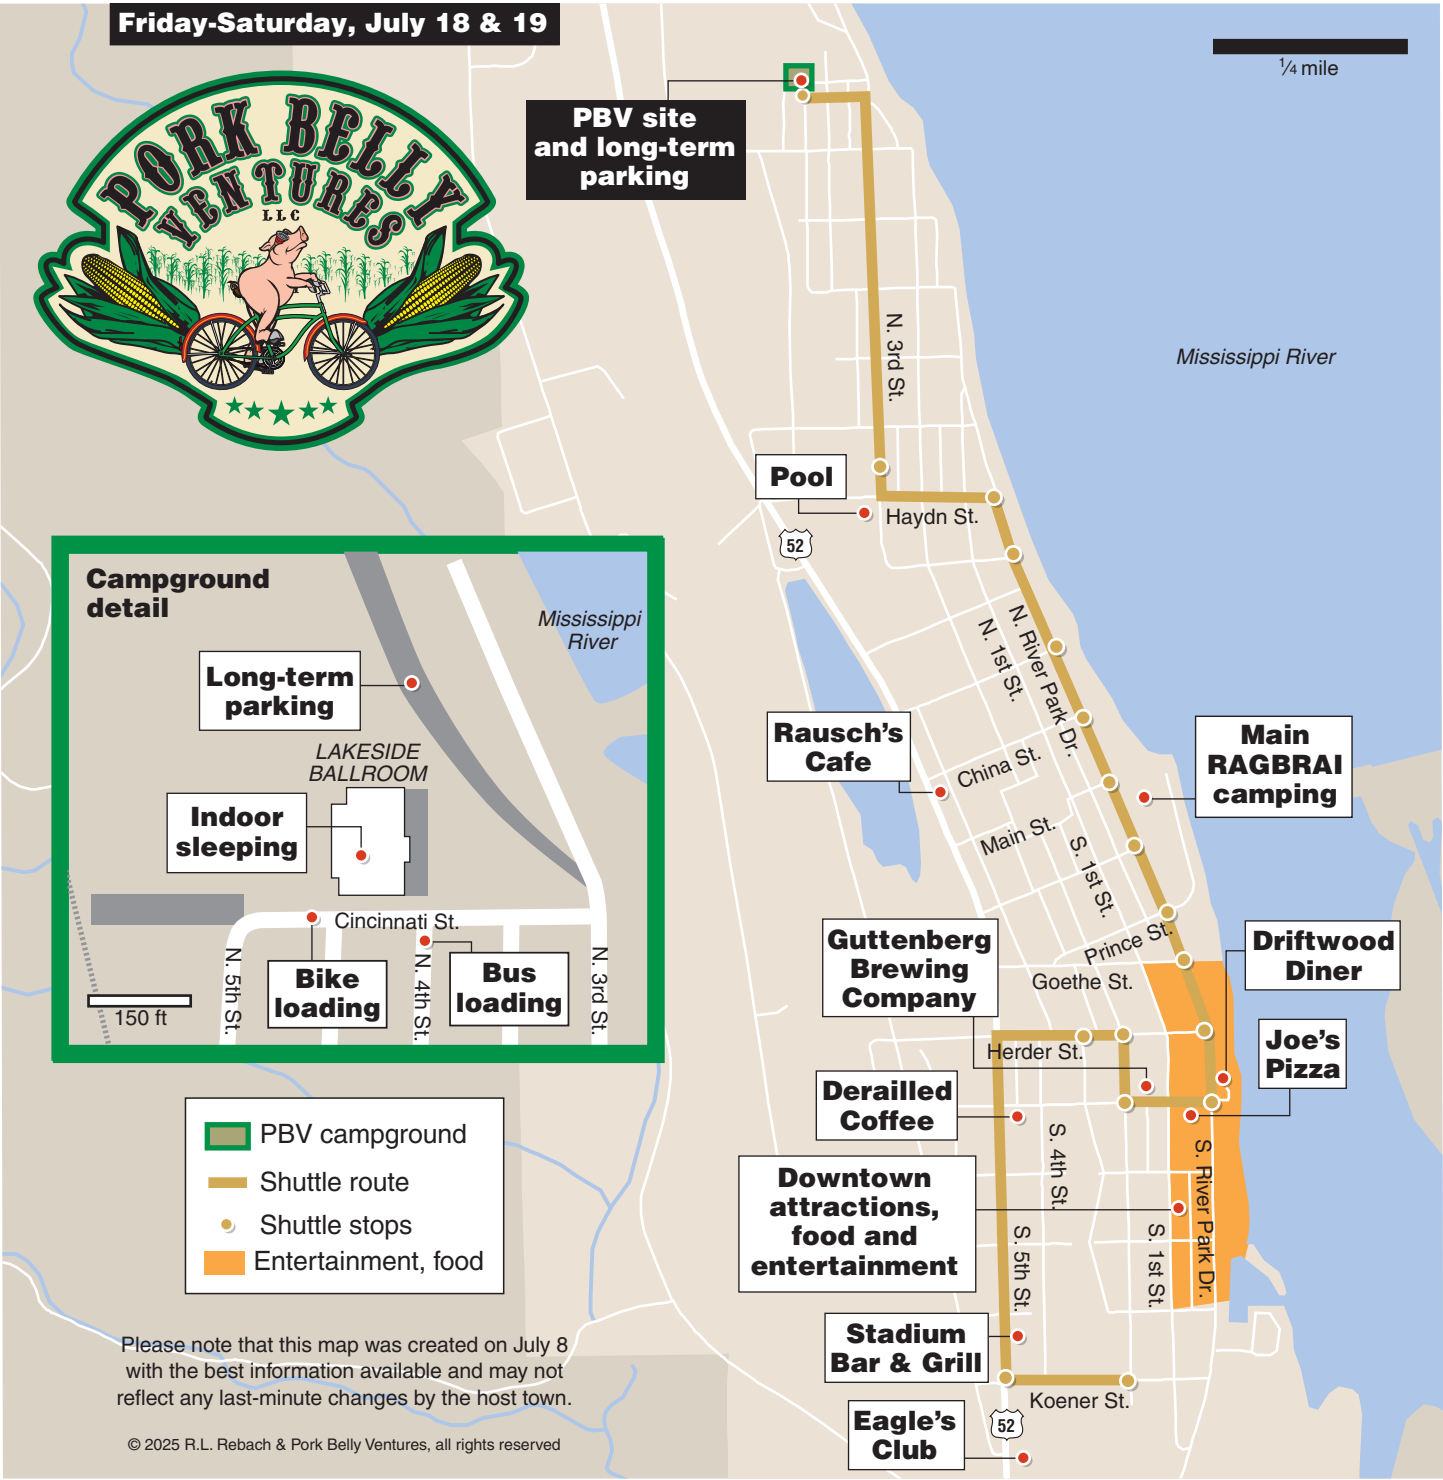 Friday-Saturday, July 18 & 19
PORK BELLY
VENTURES
LLC
¼ mile
PBV site
and long-term
parking
N. 3rd St.
Mississippi River
Pool
Haydn St.
52
N. River Park Dr.
N. 1st St.
Rausch's
Cafe
China St.
Main
RAGBRAI
camping
Main St.
S. 1st St.
Prince St.
Goethe St.
Guttenberg
Brewing
Company
Driftwood
Diner
Herder St.
Joe's
Pizza
Derailled
Coffee
S. 4th St.
S. River Park Dr.
Downtown
attractions,
food and
entertainment
S. 5th St.
S. 1st St.
Stadium
Bar & Grill
Koener St.
52
Eagle's
Club
Campground
detail
Mississippi
River
Long-term
parking
LAKESIDE
BALLROOM
Indoor
sleeping
Cincinnati St.
N. 5th St.
Bike
loading
N. 4th St.
Bus
loading
N. 3rd St.
150 ft
PBV campground
Shuttle route
Shuttle stops
Entertainment, food
Please note that this map was created on July 8
with the best information available and may not
reflect any last-minute changes by the host town.
© 2025 R.L. Rebach & Pork Belly Ventures, all rights reserved